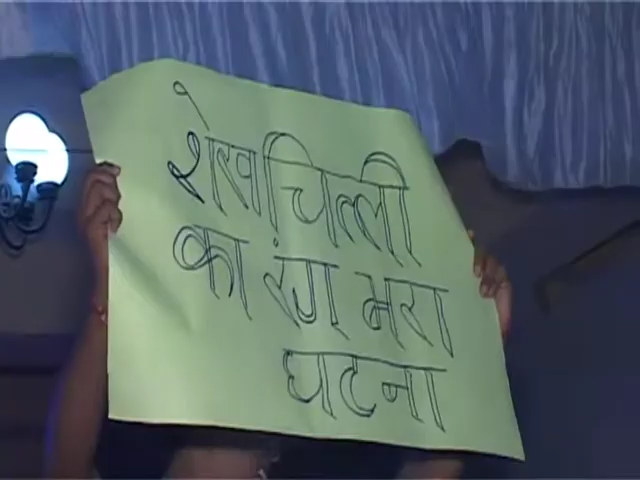 शेखचिल्ली
का रंग भरा
घटना